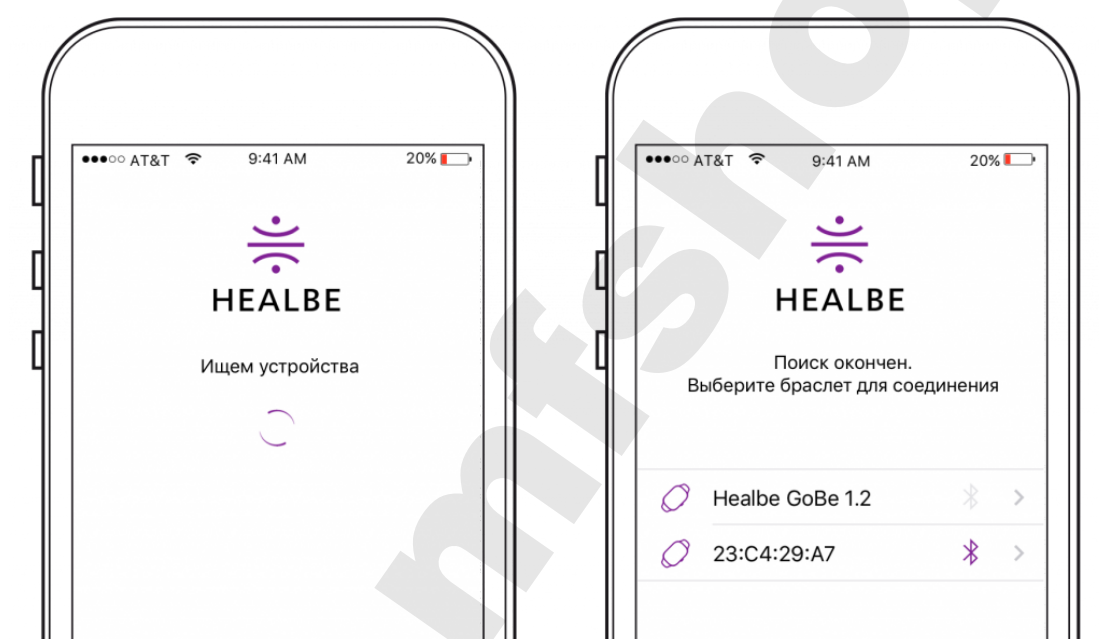 ●●●○○ AT&T 9:41 AM 20%
HEALBE
Ищем устройства
●●●○○ AT&T 9:41 AM 20%
HEALBE
Поиск окончен.
Выберите браслет для соединения
Healbe GoBe 1.2
23:C4:29:A7
mfsho